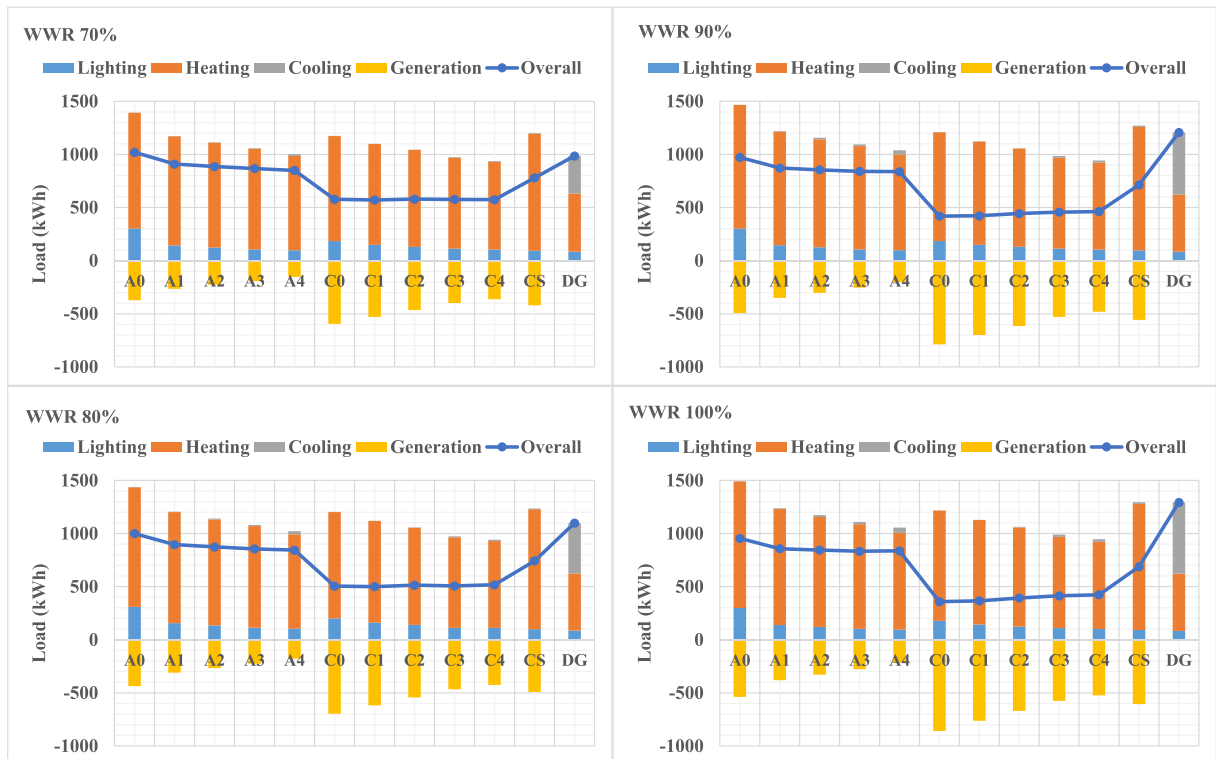 WWR 70%
Lighting Heating Cooling Generation Overall
1500
1000
500
0
-500
-1000
Load (kWh)
A0 A1 A2 A3 A4 C0 C1 C2 C3 C4 CS DG
WWR 90%
Lighting Heating Cooling Generation Overall
1500
1000
500
0
-500
-1000
Load (kWh)
A0 A1 A2 A3 A4 C0 C1 C2 C3 C4 CS DG
WWR 80%
Lighting Heating Cooling Generation Overall
1500
1000
500
0
-500
-1000
Load (kWh)
A0 A1 A2 A3 A4 C0 C1 C2 C3 C4 CS DG
WWR 100%
Lighting Heating Cooling Generation Overall
1500
1000
500
0
-500
-1000
Load (kWh)
A0 A1 A2 A3 A4 C0 C1 C2 C3 C4 CS DG